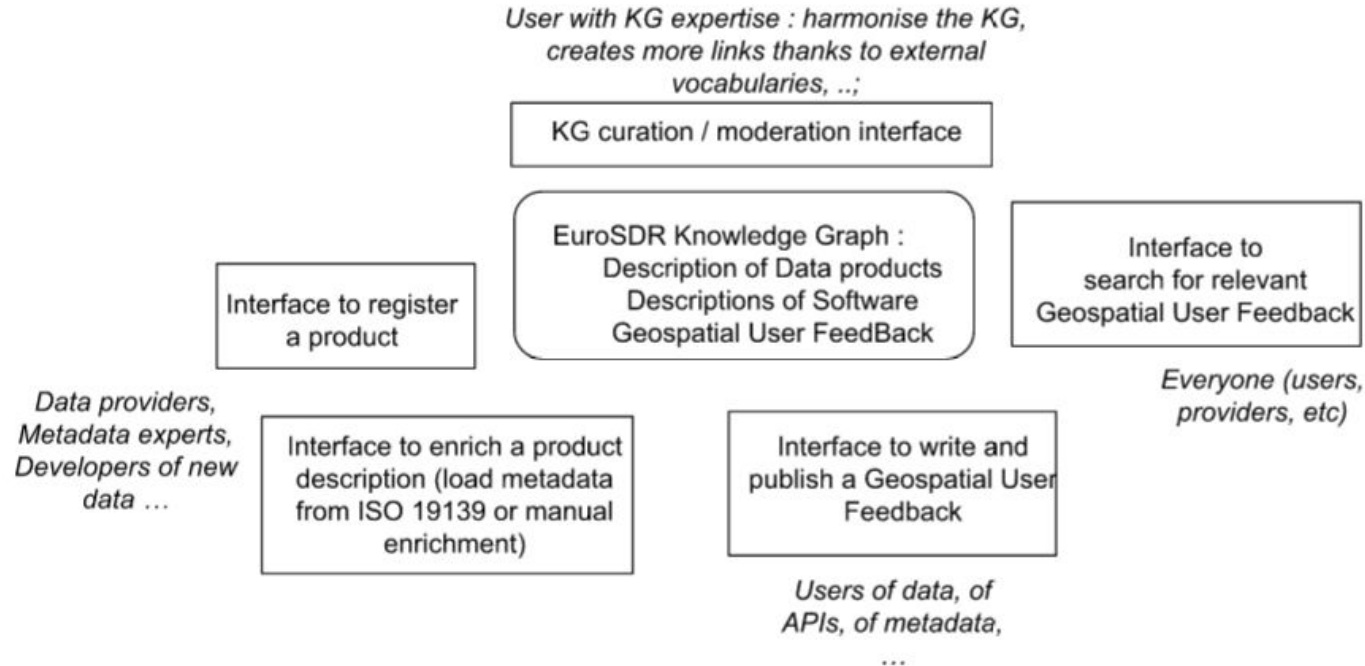 User with KG expertise : harmonise the KG,
creates more links thanks to external
vocabularies, ..;
KG curation / moderation interface
EuroSDR Knowledge Graph :
Description of Data products
Descriptions of Software
Geospatial User FeedBack
Interface to
search for relevant
Geospatial User Feedback
Everyone (users,
providers, etc)
Interface to register
a product
Data providers,
Metadata experts,
Developers of new
data …
Interface to enrich a product
description (load metadata
from ISO 19139 or manual
enrichment)
Interface to write and
publish a Geospatial User
Feedback
Users of data, of
APIs, of metadata,
…